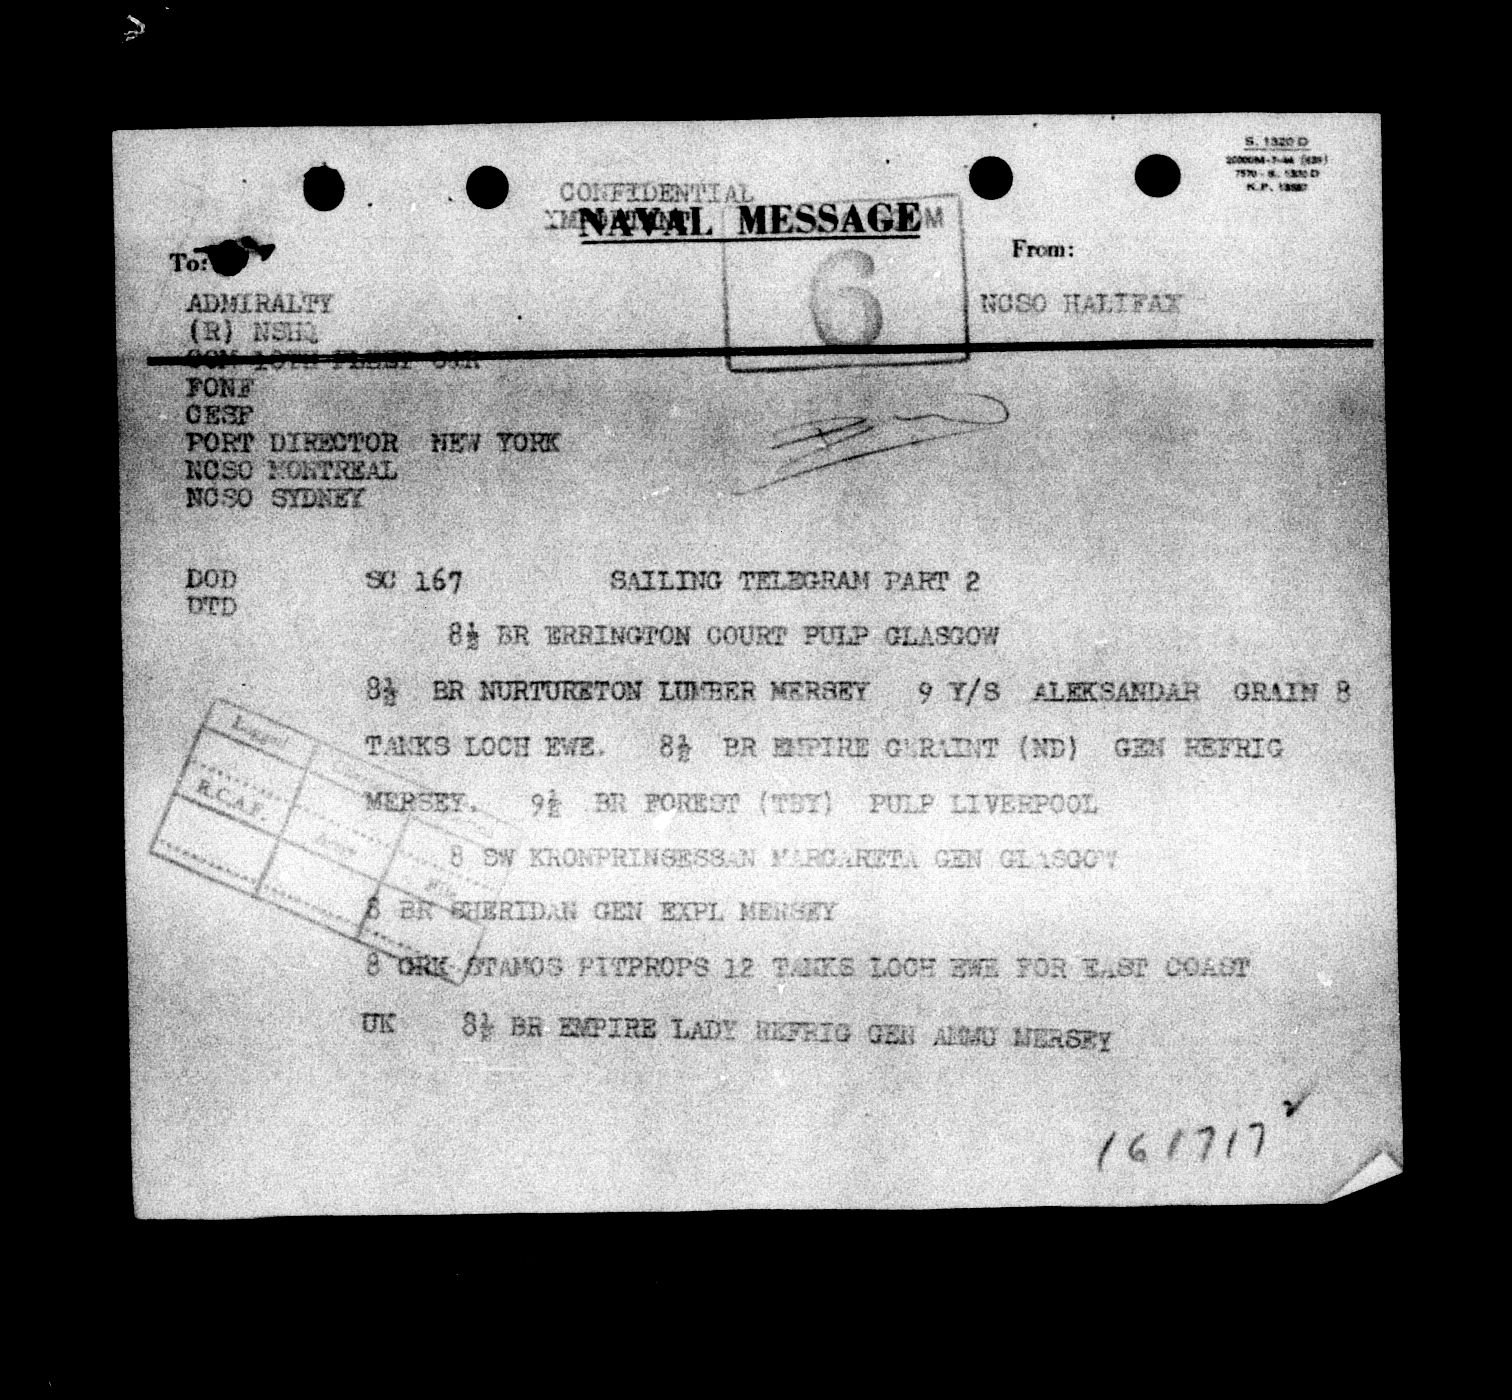 S. 1320 D
CONFIDENTIAL
NAVAL MESSAGE
To:
From:
ADMIRALTY
NCSO HALIFAX
(R) NSHQ
6
FONF
CESF
PORT DIRECTOR NEW YORK
NCSO MONTREAL
NCSO SYDNEY
DOD SC 167 SAILING TELEGRAM PART 2
DTD
8½ BR ERRINGTON COURT PULP GLASGOW
8½ BR NURTURETON LUMBER MERSEY 9 Y/S ALEKSANDAR GRAIN 8
TANKS LOCH EWE. 8½ BR EMPIRE GERAINT (ND) GEN REFRIG
MERSEY. 9½ BR FOREST (TBY) PULP LIVERPOOL
8 SW KRONPRINSESSAN MARGARETA GEN GLASGOW
8 BR SHERIDAN GEN EXPL MERSEY
8 GRK STAMOS PITPROPS 12 TANKS LOCH EWE FOR EAST COAST
UK 8½ BR EMPIRE LADY REFRIG GEN AMMU MERSEY
R.C.A.F.
161717